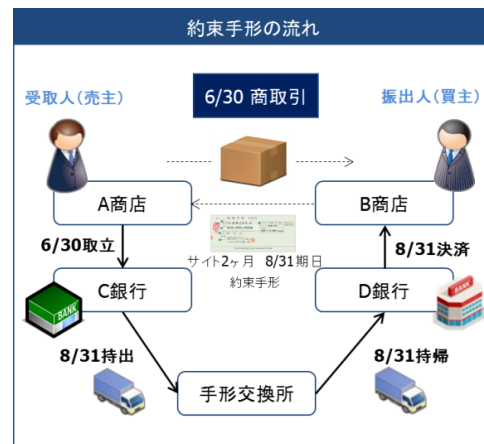 約束手形の流れ
受取人(売主)
6/30 商取引
振出人(買主)
A商店
B商店
6/30取立
サイト2ヶ月 8/31期日
約束手形
8/31決済
C銀行
D銀行
BANK
BANK
8/31持出
8/31持帰
手形交換所